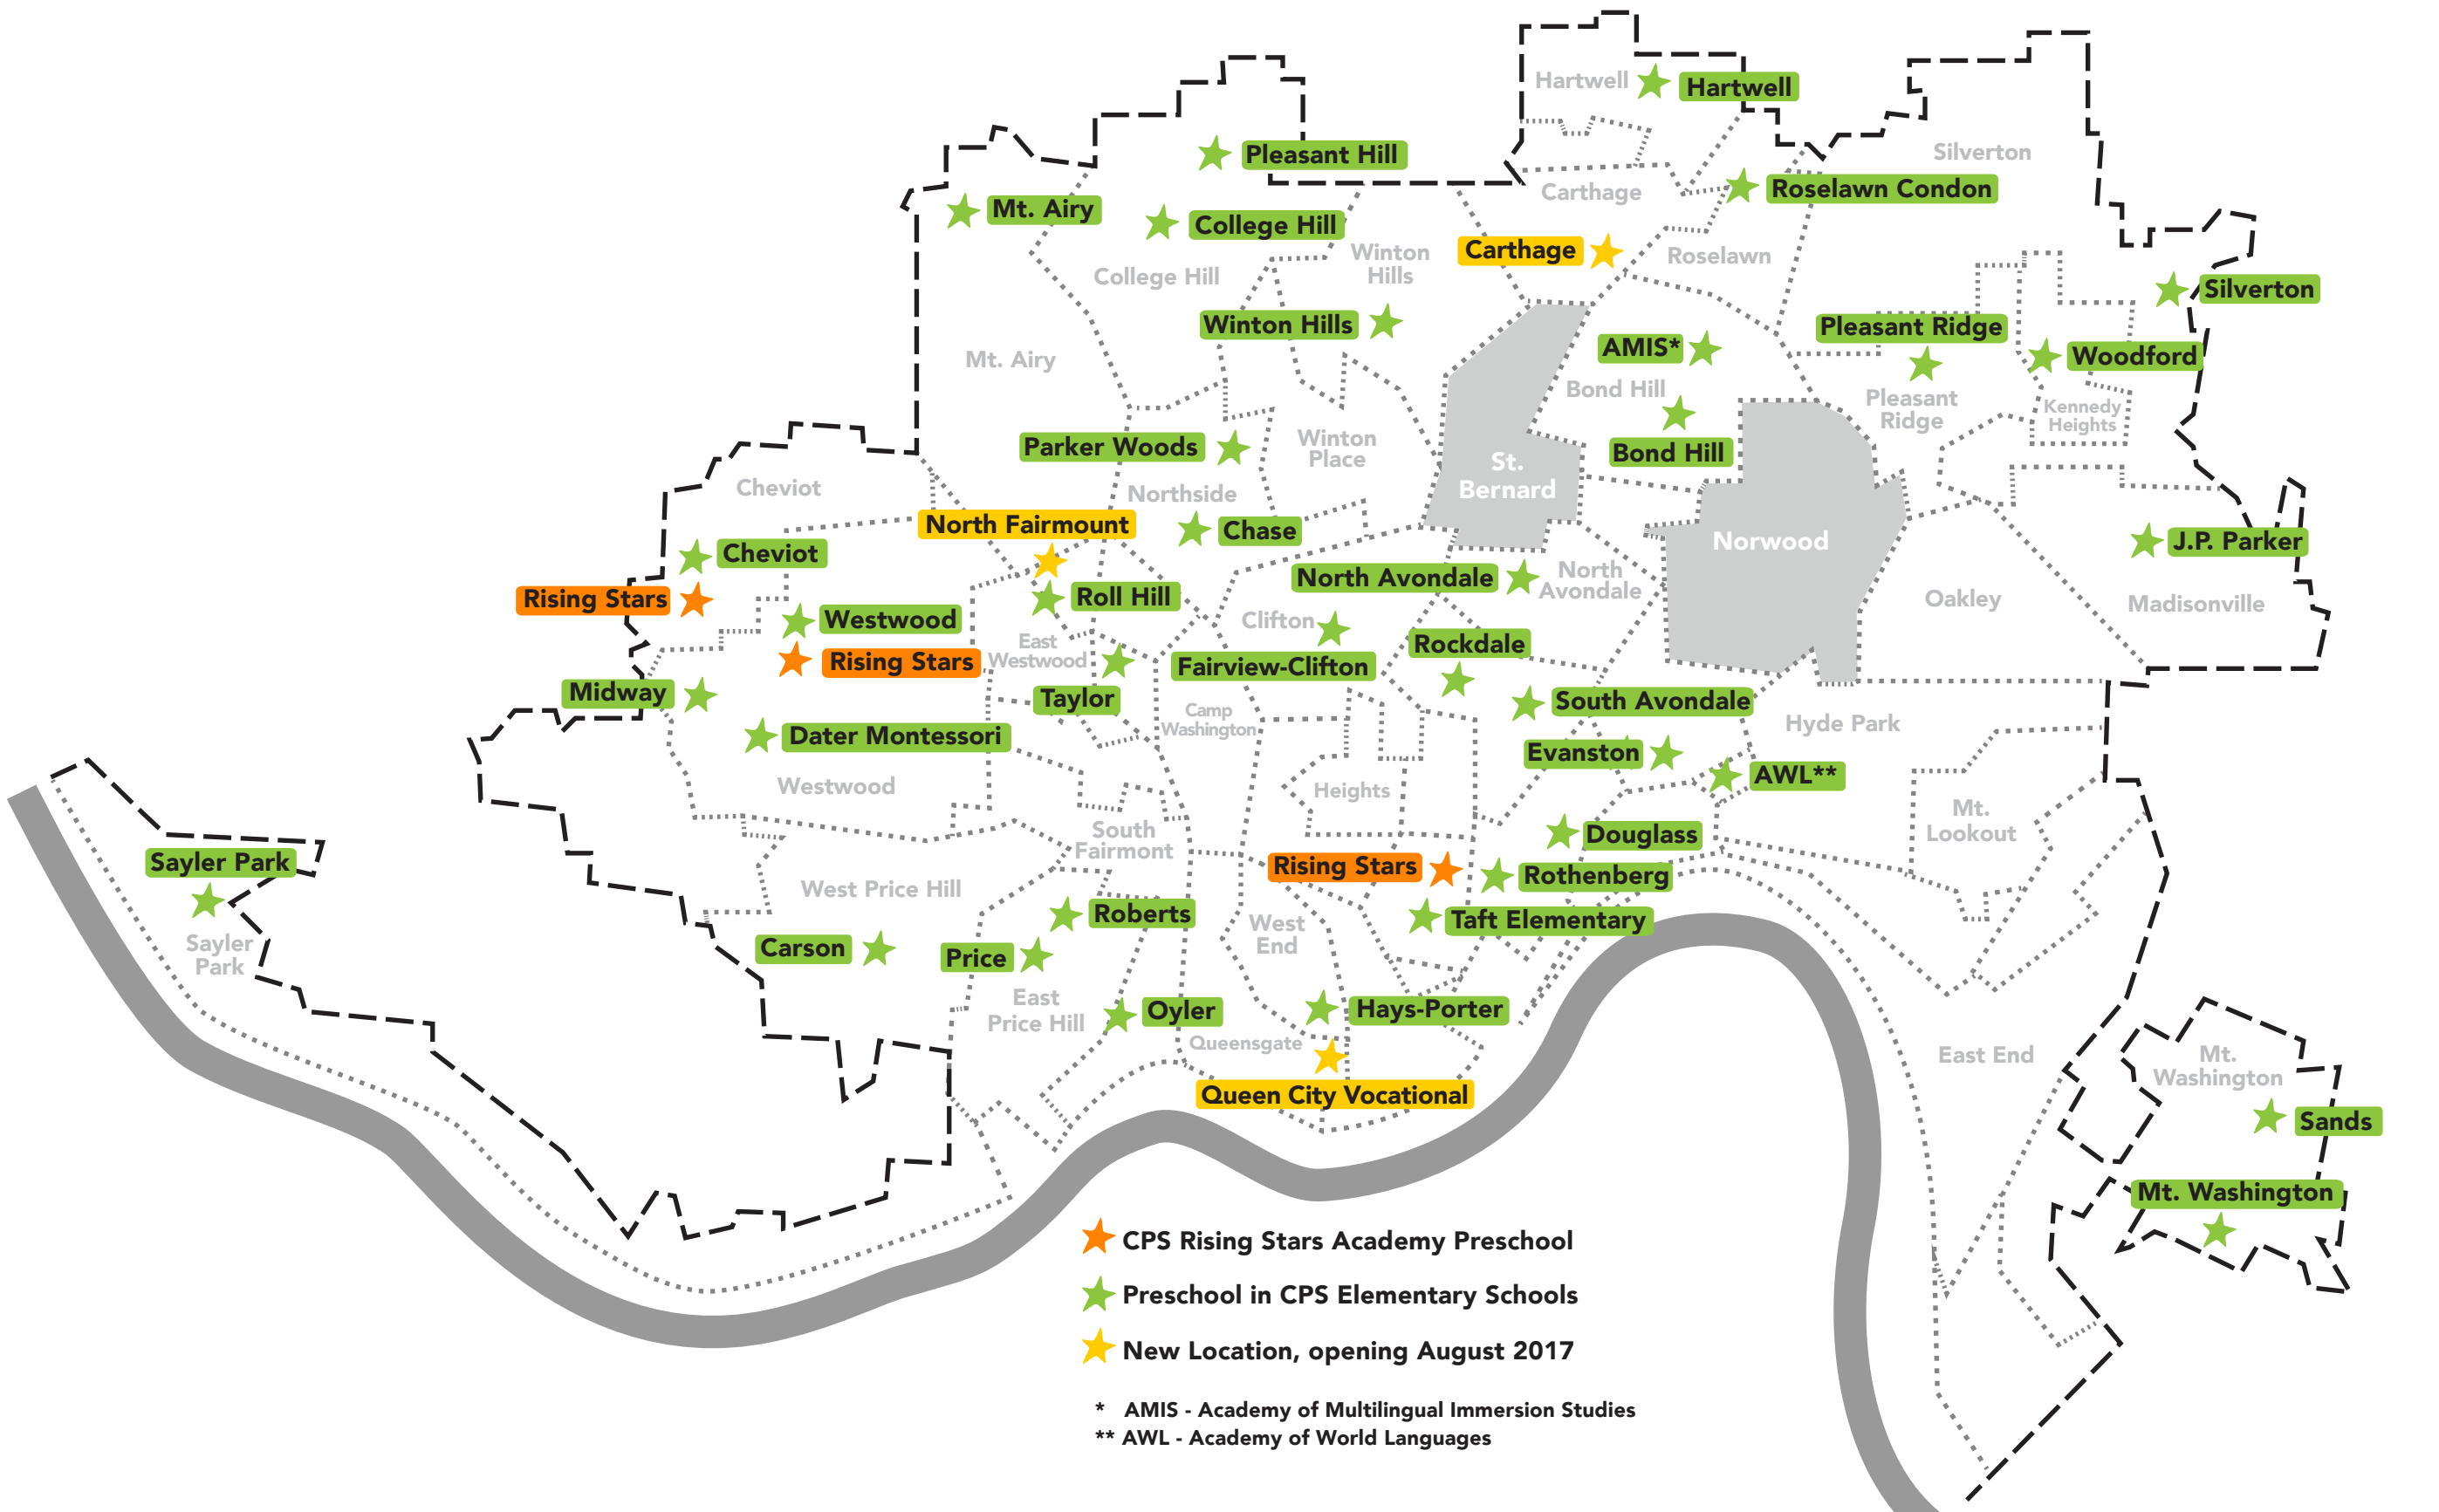 Hartwell
Hartwell
Pleasant Hill
Silverton
Carthage
Roselawn Condon
Mt. Airy
College Hill
Carthage
Winton
Hills
Roselawn
College Hill
Silverton
Winton Hills
Pleasant Ridge
AMIS*
Woodford
Mt. Airy
Bond Hill
Pleasant
Ridge
Kennedy
Heights
Parker Woods
Winton
Place
Bond Hill
St.
Bernard
Cheviot
Northside
North Fairmount
Chase
Norwood
J.P. Parker
Cheviot
North Avondale
North
Avondale
Rising Stars
Roll Hill
Oakley
Madisonville
Westwood
Clifton
Rockdale
East
Westwood
Rising Stars
Fairview-Clifton
Midway
Taylor
South Avondale
Camp
Washington
Hyde Park
Dater Montessori
Evanston
AWL**
Westwood
Heights
Mt.
Lookout
South
Fairmont
Douglass
Sayler Park
Rising Stars
Rothenberg
West Price Hill
Roberts
Taft Elementary
West
End
Sayler
Park
Carson
Price
East
Price Hill
Oyler
Hays-Porter
Queensgate
East End
Mt.
Washington
Queen City Vocational
Sands
Mt. Washington
CPS Rising Stars Academy Preschool
Preschool in CPS Elementary Schools
New Location, opening August 2017
* AMIS - Academy of Multilingual Immersion Studies
** AWL - Academy of World Languages